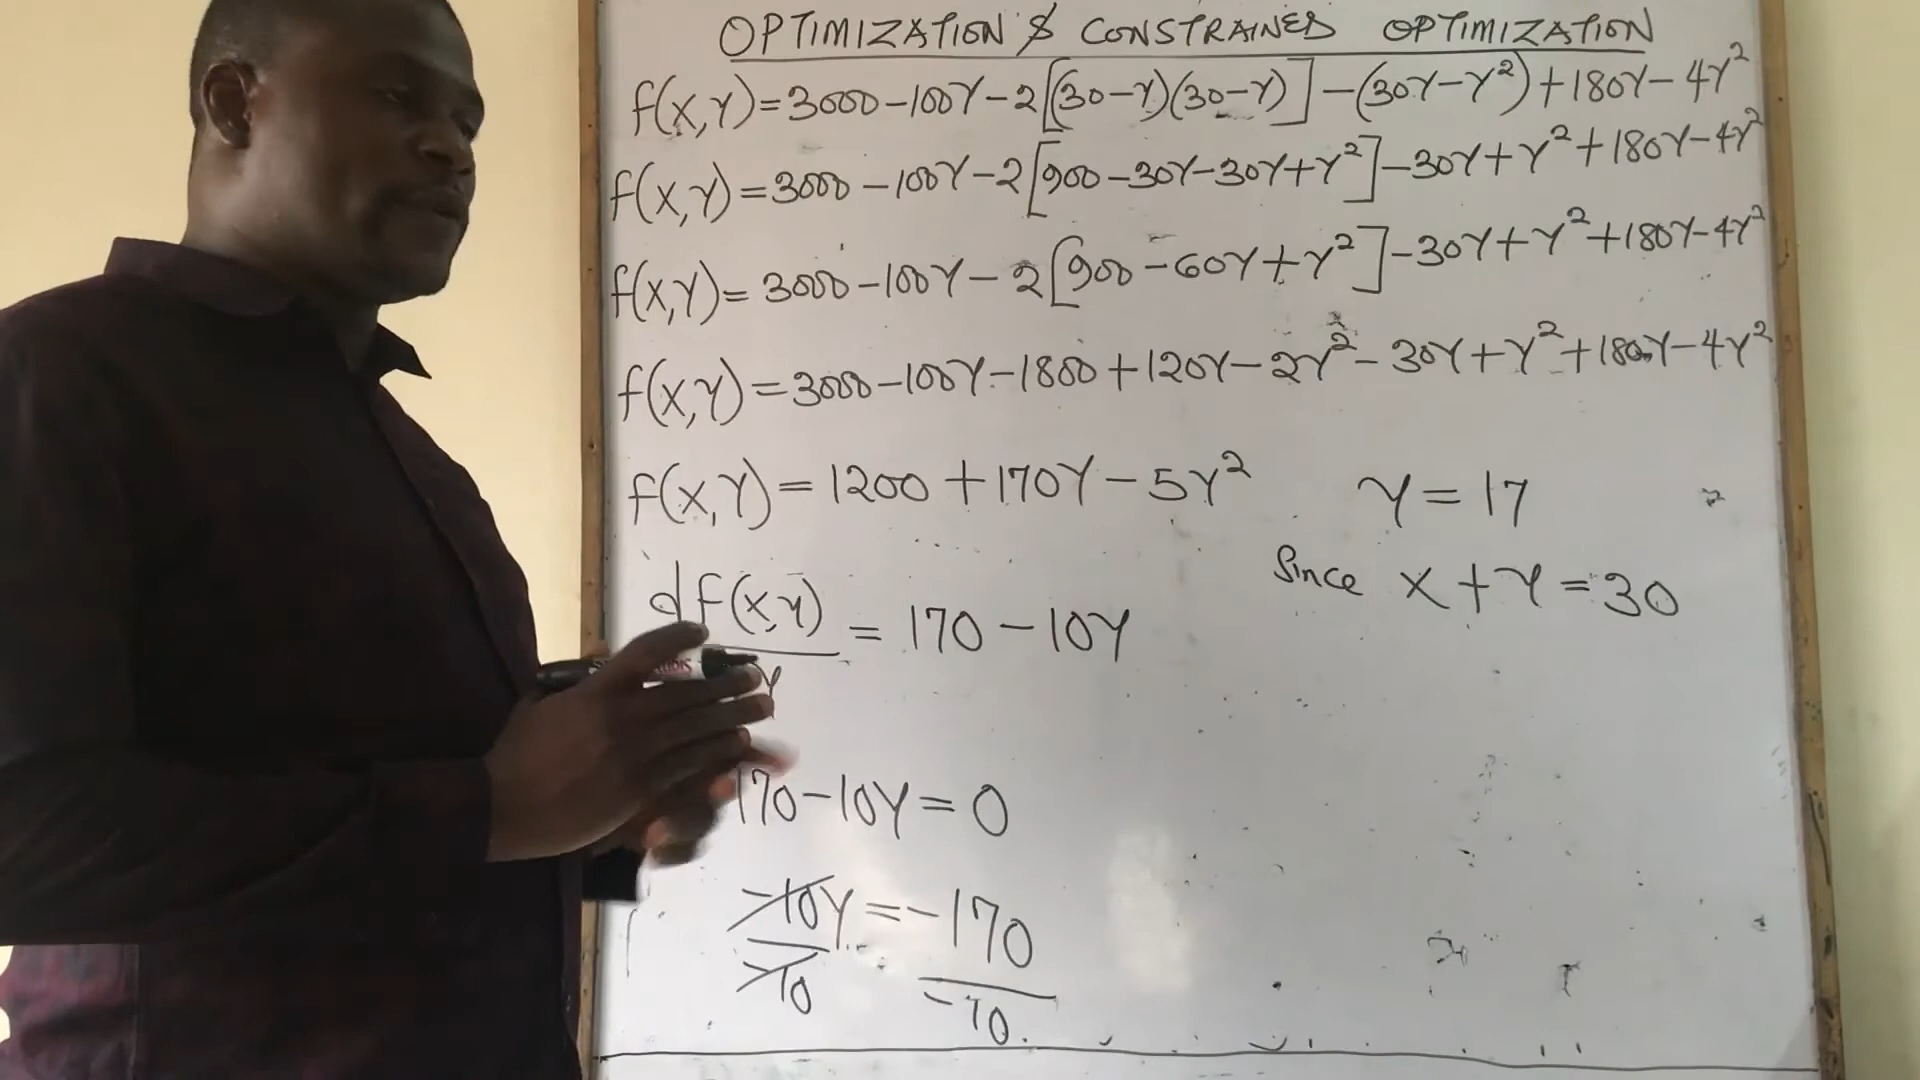 OPTIMIZATION $ CONSTRAINED OPTIMIZATION
f(X,Y)=3000-100Y-2[(30-Y)(30-Y)]-(30Y-Y²)+180Y-4Y²
f(X,Y)=3000-100Y-2[900-30Y-30Y+Y²]-30Y+Y²+180Y-4Y²
f(X,Y)=3000-100Y-2[900-60Y+Y²]-30Y+Y²+180Y-4Y²
f(X,Y)=3000-100Y-1800+120Y-2Y²-30Y+Y²+180Y-4Y²
f(X,Y)=1200+170Y-5Y²
df(X,Y) = 170-10Y
Y
170-10Y=0
-10Y=-170
-10 -10
Y=17
Since X+Y=30